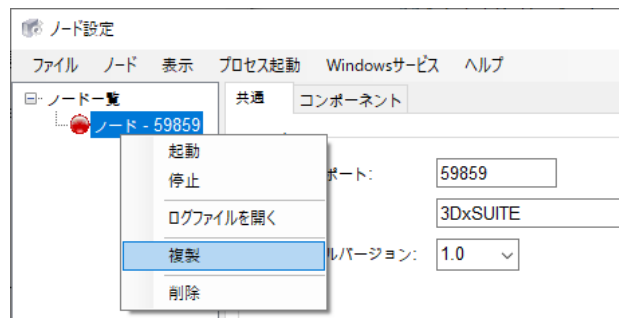 ノード設定
ファイル ノード 表示 プロセス起動 Windowsサービス ヘルプ
ノード一覧
ノード - 59859
共通 コンポーネント
起動
停止
ログファイルを開く
複製
削除
ポート: 59859
3DxSUITE
ルバージョン: 1.0